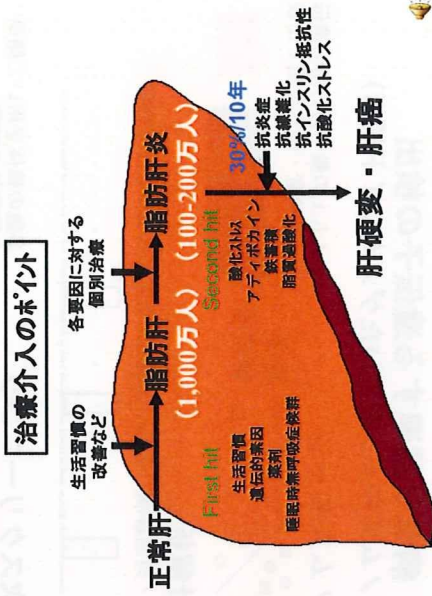 治療介入のポイント
生活習慣の
改善など
各要因に対する
個別治療
正常肝
脂肪肝
脂肪肝炎
(1,000万人)
(100-200万人)
First hit
生活習慣
遺伝的素因
薬剤
睡眠時無呼吸症候群
Second hit
酸化ストレス
アディポカイン
鉄蓄積
脂質過酸化
30%/10年
抗炎症
抗線維化
抗インスリン抵抗性
抗酸化ストレス
肝硬変・肝癌